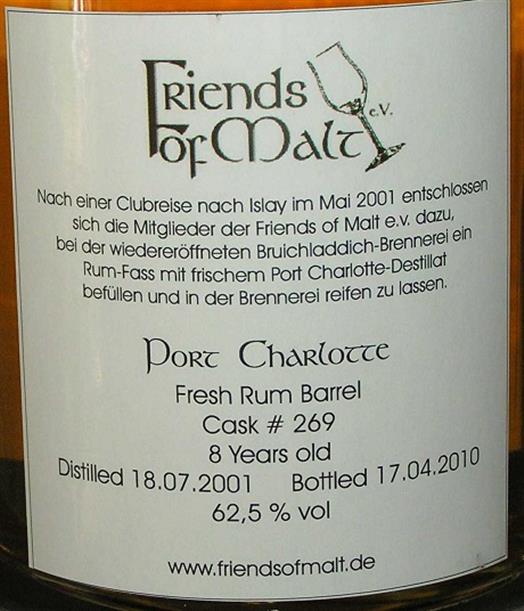 Friends
of Malt e.V.
Nach einer Clubreise nach Islay im Mai 2001 entschlossen
sich die Mitglieder der Friends of Malt e.v. dazu,
bei der wiedereröffneten Bruichladdich-Brennerei ein
Rum-Fass mit frischem Port Charlotte-Destillat
befüllen und in der Brennerei reifen zu lassen.
Port Charlotte
Fresh Rum Barrel
Cask # 269
8 Years old
Distilled 18.07.2001 Bottled 17.04.2010
62,5 % vol
www.friendsofmalt.de